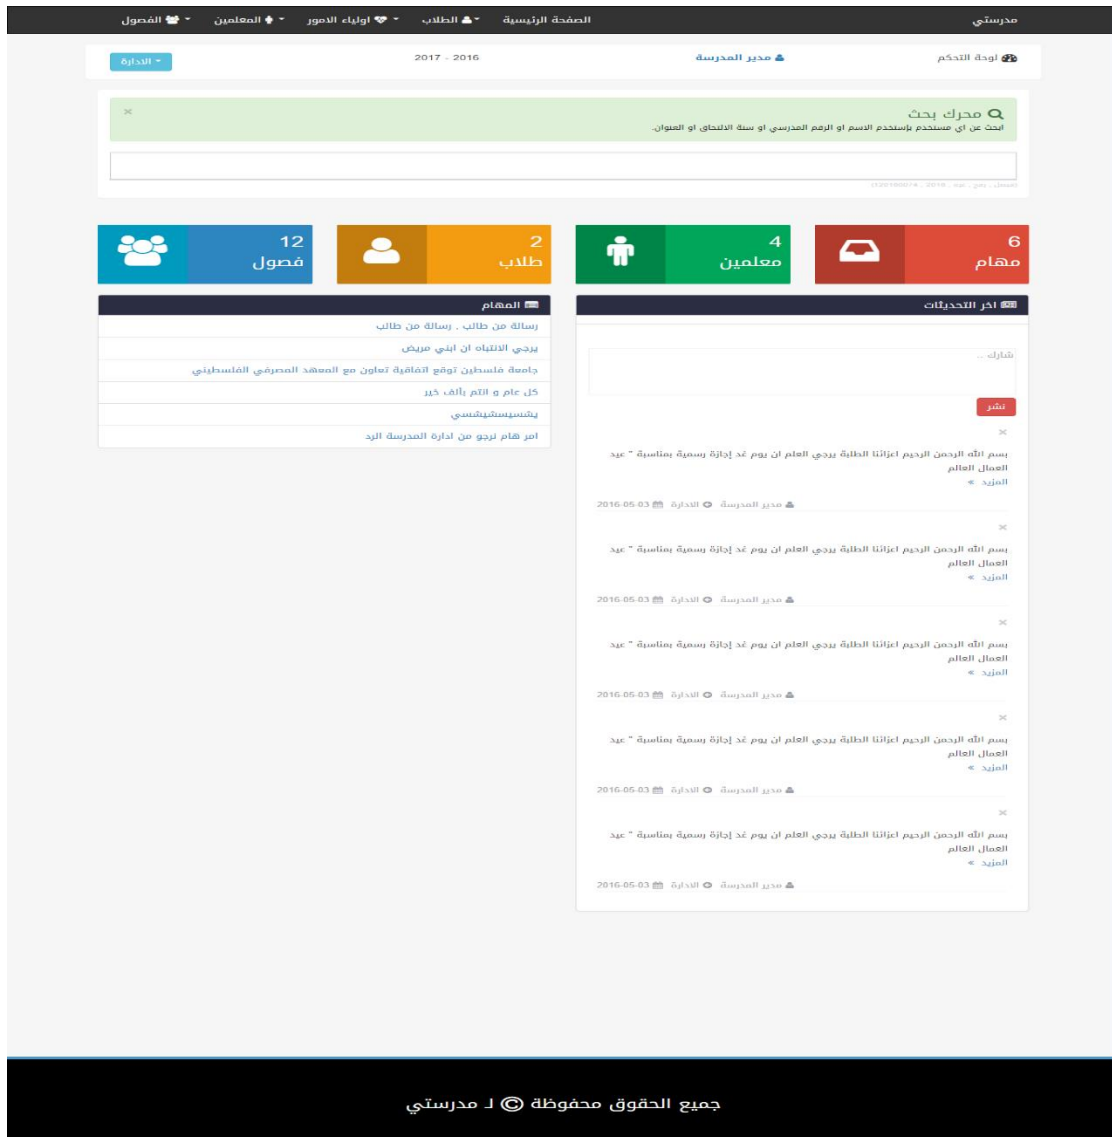 مدرستي
الصفحة الرئيسية
الطلاب
اولياء الامور
المعلمين
الفصول
لوحة التحكم
مدير المدرسة
2016 - 2017
الادارة
محرك بحث
ابحث عن اي مستخدم بإستخدم الاسم او الرقم المدرسي او سنة الالتحاق او العنوان.
6
مهام
4
معلمين
2
طلاب
12
فصول
اخر التحديثات
شارك ..
نشر
بسم الله الرحمن الرحيم اعزائنا الطلبة يرجي العلم ان يوم غد إجازة رسمية بمناسبة " عيد
العمال العالم
المزيد »
مدير المدرسة الادارة 2016-05-03
بسم الله الرحمن الرحيم اعزائنا الطلبة يرجي العلم ان يوم غد إجازة رسمية بمناسبة " عيد
العمال العالم
المزيد »
مدير المدرسة الادارة 2016-05-03
بسم الله الرحمن الرحيم اعزائنا الطلبة يرجي العلم ان يوم غد إجازة رسمية بمناسبة " عيد
العمال العالم
المزيد »
مدير المدرسة الادارة 2016-05-03
بسم الله الرحمن الرحيم اعزائنا الطلبة يرجي العلم ان يوم غد إجازة رسمية بمناسبة " عيد
العمال العالم
المزيد »
مدير المدرسة الادارة 2016-05-03
بسم الله الرحمن الرحيم اعزائنا الطلبة يرجي العلم ان يوم غد إجازة رسمية بمناسبة " عيد
العمال العالم
المزيد »
مدير المدرسة الادارة 2016-05-03
المهام
رسالة من طالب . رسالة من طالب
يرجي الانتباه ان ابني مريض
جامعة فلسطين توقع اتفاقية تعاون مع المعهد المصرفي الفلسطيني
كل عام و انتم بألف خير
يشسيسشيشسي
امر هام نرجو من ادارة المدرسة الرد
جميع الحقوق محفوظة © لـ مدرستي